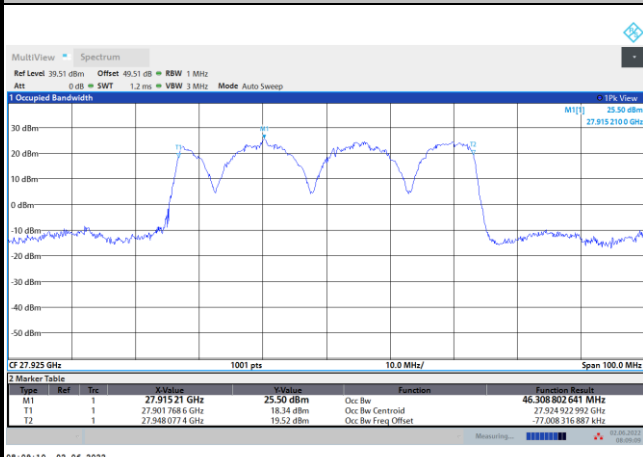 MultiView Spectrum
Ref Level 39.51 dBm Offset 49.51 dB RBW 1 MHz
Att 0 dB SWT 1.2 ms VBW 3 MHz Mode Auto Sweep
1 Occupied Bandwidth 1Pk View
M1[1] 25.50 dBm
27.915 210 0 GHz
30 dBm
M1
T1
T2
20 dBm
10 dBm
0 dBm
-10 dBm
-20 dBm
-30 dBm
-40 dBm
-50 dBm
CF 27.925 GHz 1001 pts 10.0 MHz/ Span 100.0 MHz
2 Marker Table
Type Ref Trc X-Value Y-Value Function Function Result
M1 1 27.915 21 GHz 25.50 dBm Occ Bw 46.308 802 641 MHz
T1 1 27.901 768 6 GHz 18.34 dBm Occ Bw Centroid 27.924 922 992 GHz
T2 1 27.948 077 4 GHz 19.52 dBm Occ Bw Freq Offset -77.008 316 887 kHz
Measuring... 02.06.2022
08:09:09